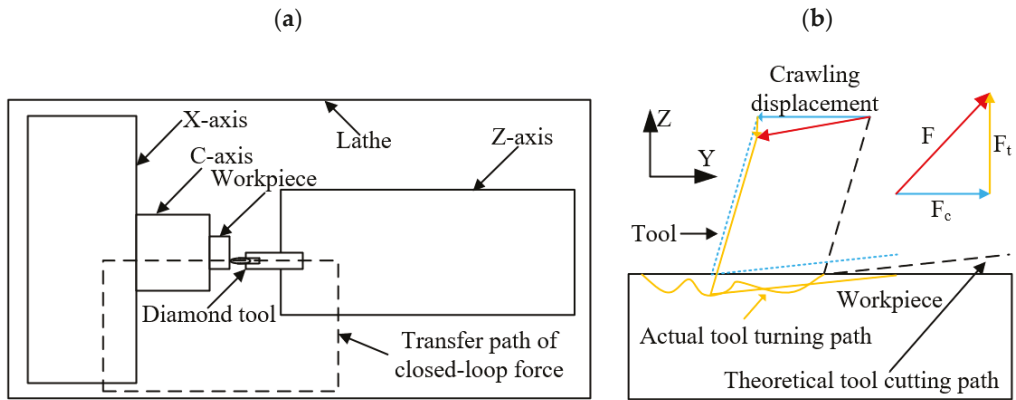 (a)
X-axis
C-axis
Workpiece
Lathe
Z-axis
Diamond tool
Transfer path of
closed-loop force
(b)
Crawling
displacement
Z
Y
F
Ft
Fc
Tool
Workpiece
Actual tool turning path
Theoretical tool cutting path